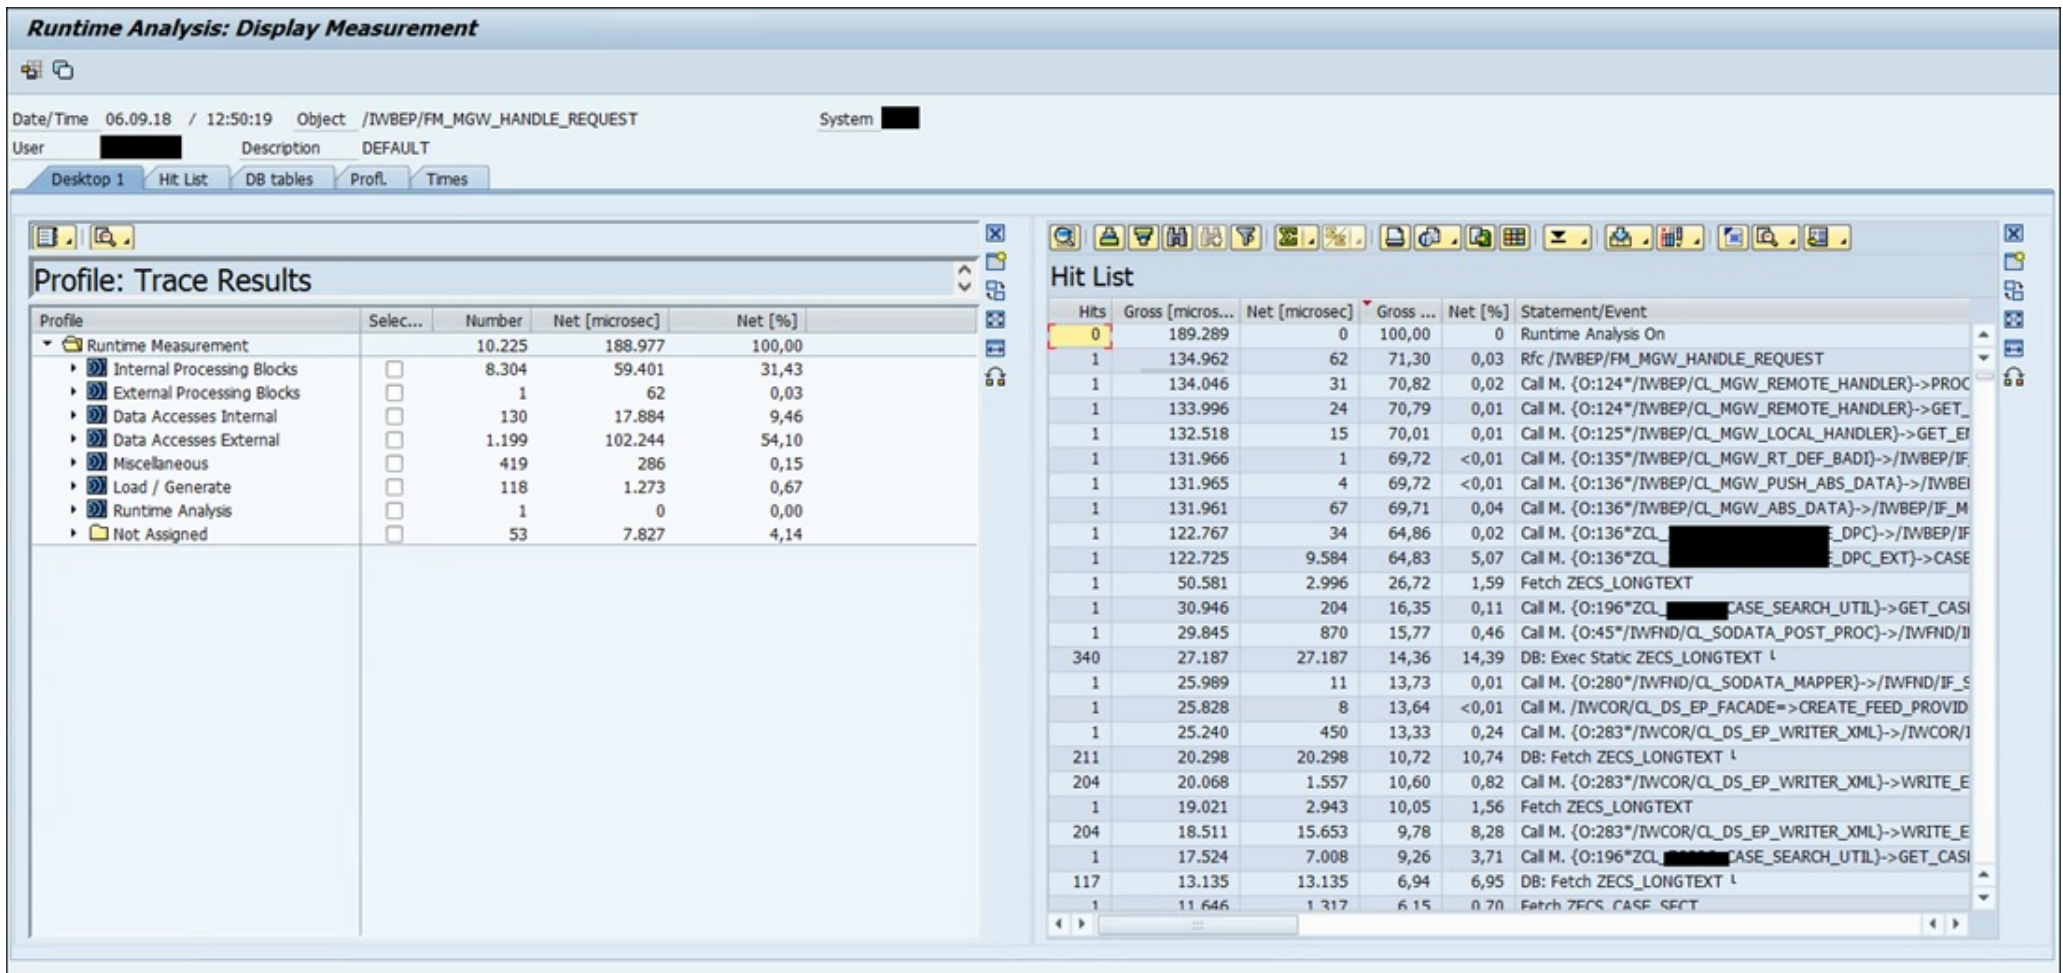 Runtime Analysis: Display Measurement
Date/Time 06.09.18 / 12:50:19 Object /IWBEP/FM_MGW_HANDLE_REQUEST System
User Description DEFAULT
Desktop 1 Hit List DB tables Profl. Times
Profile: Trace Results
Profile Selec... Number Net [microsec] Net [%]
Runtime Measurement 10.225 188.977 100,00
Internal Processing Blocks 8.304 59.401 31,43
External Processing Blocks 1 62 0,03
Data Accesses Internal 130 17.884 9,46
Data Accesses External 1.199 102.244 54,10
Miscellaneous 419 286 0,15
Load / Generate 118 1.273 0,67
Runtime Analysis 1 0 0,00
Not Assigned 53 7.827 4,14
Hit List
Hits Gross [micros... Net [microsec] Gross ... Net [%] Statement/Event
0 189.289 0 100,00 0 Runtime Analysis On
1 134.962 62 71,30 0,03 Rfc /IWBEP/FM_MGW_HANDLE_REQUEST
1 134.046 31 70,82 0,02 Call M. {O:124*/IWBEP/CL_MGW_REMOTE_HANDLER}->PROC
1 133.996 24 70,79 0,01 Call M. {O:124*/IWBEP/CL_MGW_REMOTE_HANDLER}->GET_
1 132.518 15 70,01 0,01 Call M. {O:125*/IWBEP/CL_MGW_LOCAL_HANDLER}->GET_EN
1 131.966 1 69,72 <0,01 Call M. {O:135*/IWBEP/CL_MGW_RT_DEF_BADI}->/IWBEP/IF_
1 131.965 4 69,72 <0,01 Call M. {O:136*/IWBEP/CL_MGW_PUSH_ABS_DATA}->/IWBEI
1 131.961 67 69,71 0,04 Call M. {O:136*/IWBEP/CL_MGW_ABS_DATA}->/IWBEP/IF_M
1 122.767 34 64,86 0,02 Call M. {O:136*ZCL_ _DPC}->/IWBEP/IF
1 122.725 9.584 64,83 5,07 Call M. {O:136*ZCL_ _DPC_EXT}->CASE
1 50.581 2.996 26,72 1,59 Fetch ZECS_LONGTEXT
1 30.946 204 16,35 0,11 Call M. {O:196*ZCL_ CASE_SEARCH_UTIL}->GET_CASI
1 29.845 870 15,77 0,46 Call M. {O:45*/IWFND/CL_SODATA_POST_PROC}->/IWFND/I
340 27.187 27.187 14,36 14,39 DB: Exec Static ZECS_LONGTEXT
1 25.989 11 13,73 0,01 Call M. {O:280*/IWFND/CL_SODATA_MAPPER}->/IWFND/IF_S
1 25.828 8 13,64 <0,01 Call M. /IWCOR/CL_DS_EP_FACADE=>CREATE_FEED_PROVID
1 25.240 450 13,33 0,24 Call M. {O:283*/IWCOR/CL_DS_EP_WRITER_XML}->/IWCOR/I
211 20.298 20.298 10,72 10,74 DB: Fetch ZECS_LONGTEXT
204 20.068 1.557 10,60 0,82 Call M. {O:283*/IWCOR/CL_DS_EP_WRITER_XML}->WRITE_E
1 19.021 2.943 10,05 1,56 Fetch ZECS_LONGTEXT
204 18.511 15.653 9,78 8,28 Call M. {O:283*/IWCOR/CL_DS_EP_WRITER_XML}->WRITE_E
1 17.524 7.008 9,26 3,71 Call M. {O:196*ZCL_ CASE_SEARCH_UTIL}->GET_CASI
117 13.135 13.135 6,94 6,95 DB: Fetch ZECS_LONGTEXT
1 11.646 1.317 6,15 0,70 Fetch ZECS_CASE_SECT